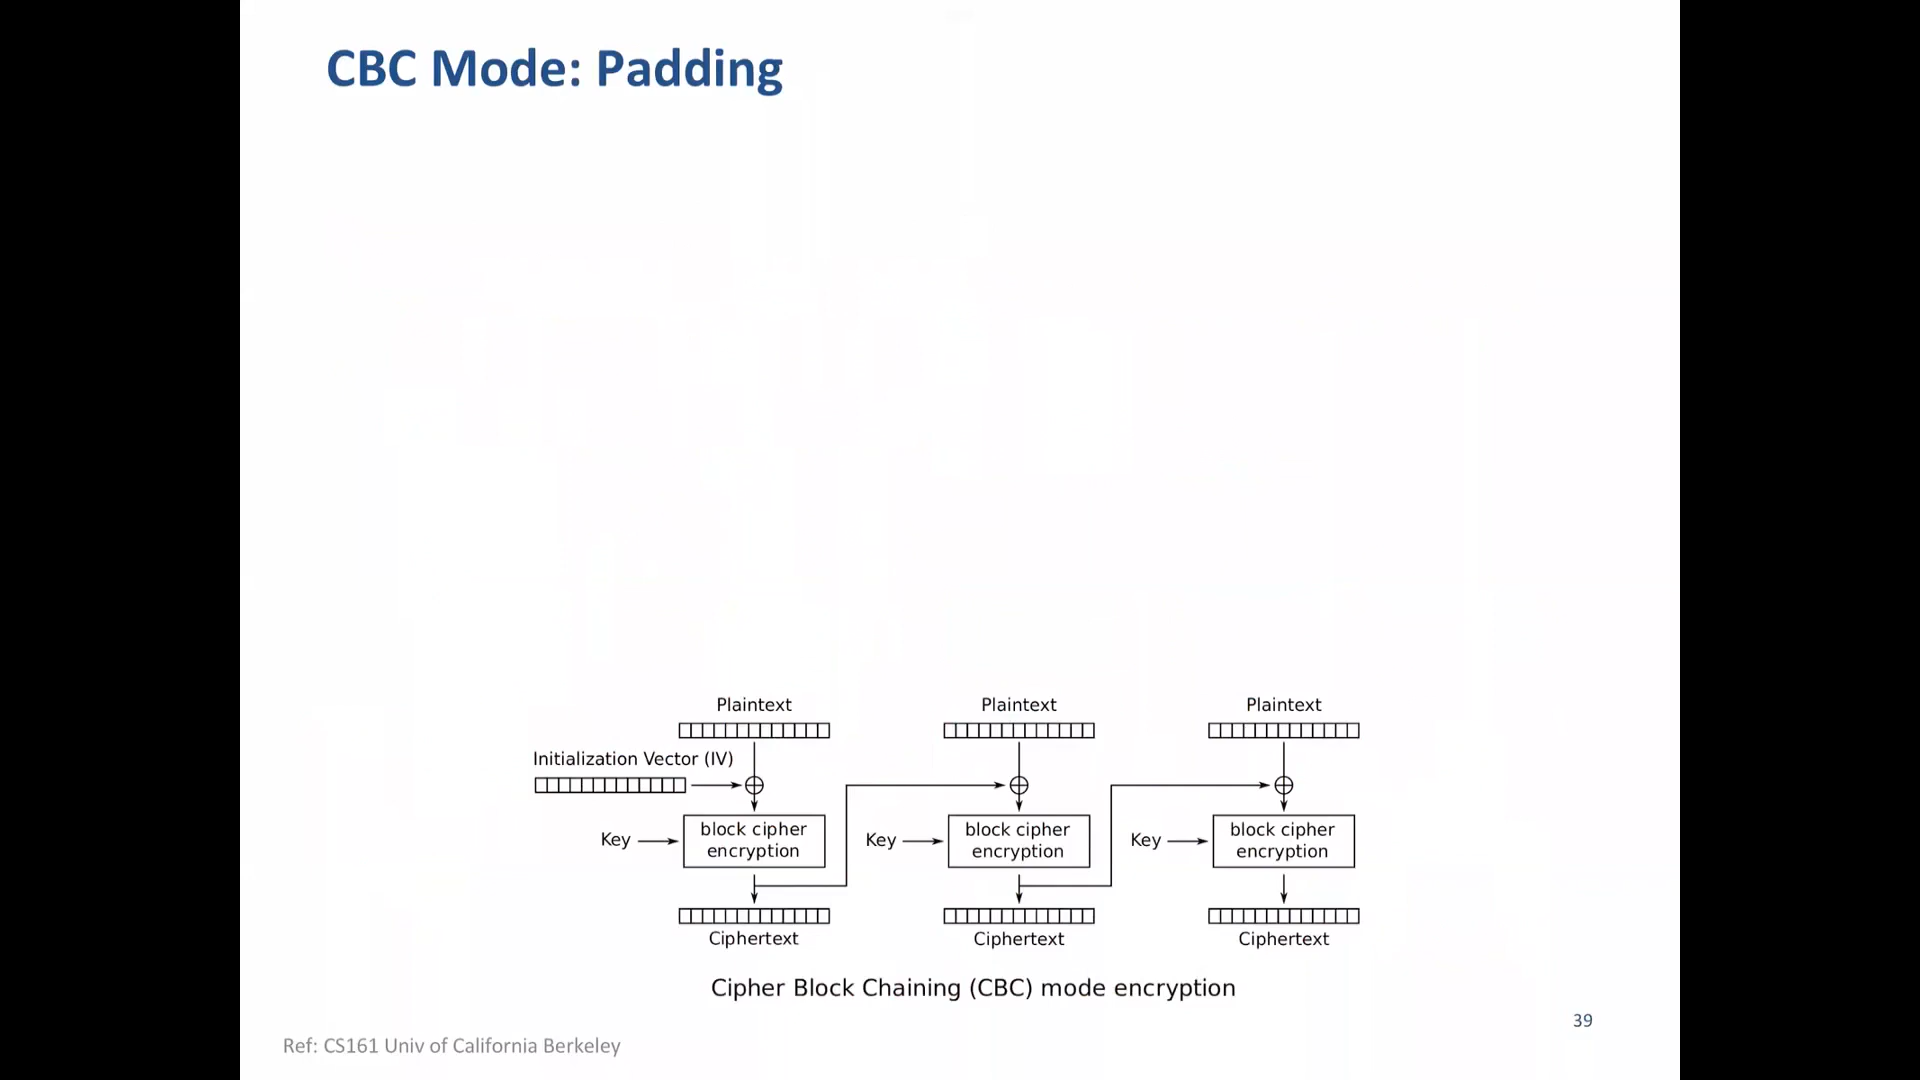 CBC Mode: Padding
Plaintext Plaintext Plaintext
Initialization Vector (IV)
Key block cipher encryption Key block cipher encryption Key block cipher encryption
Ciphertext Ciphertext Ciphertext
Cipher Block Chaining (CBC) mode encryption
39
Ref: CS161 Univ of California Berkeley